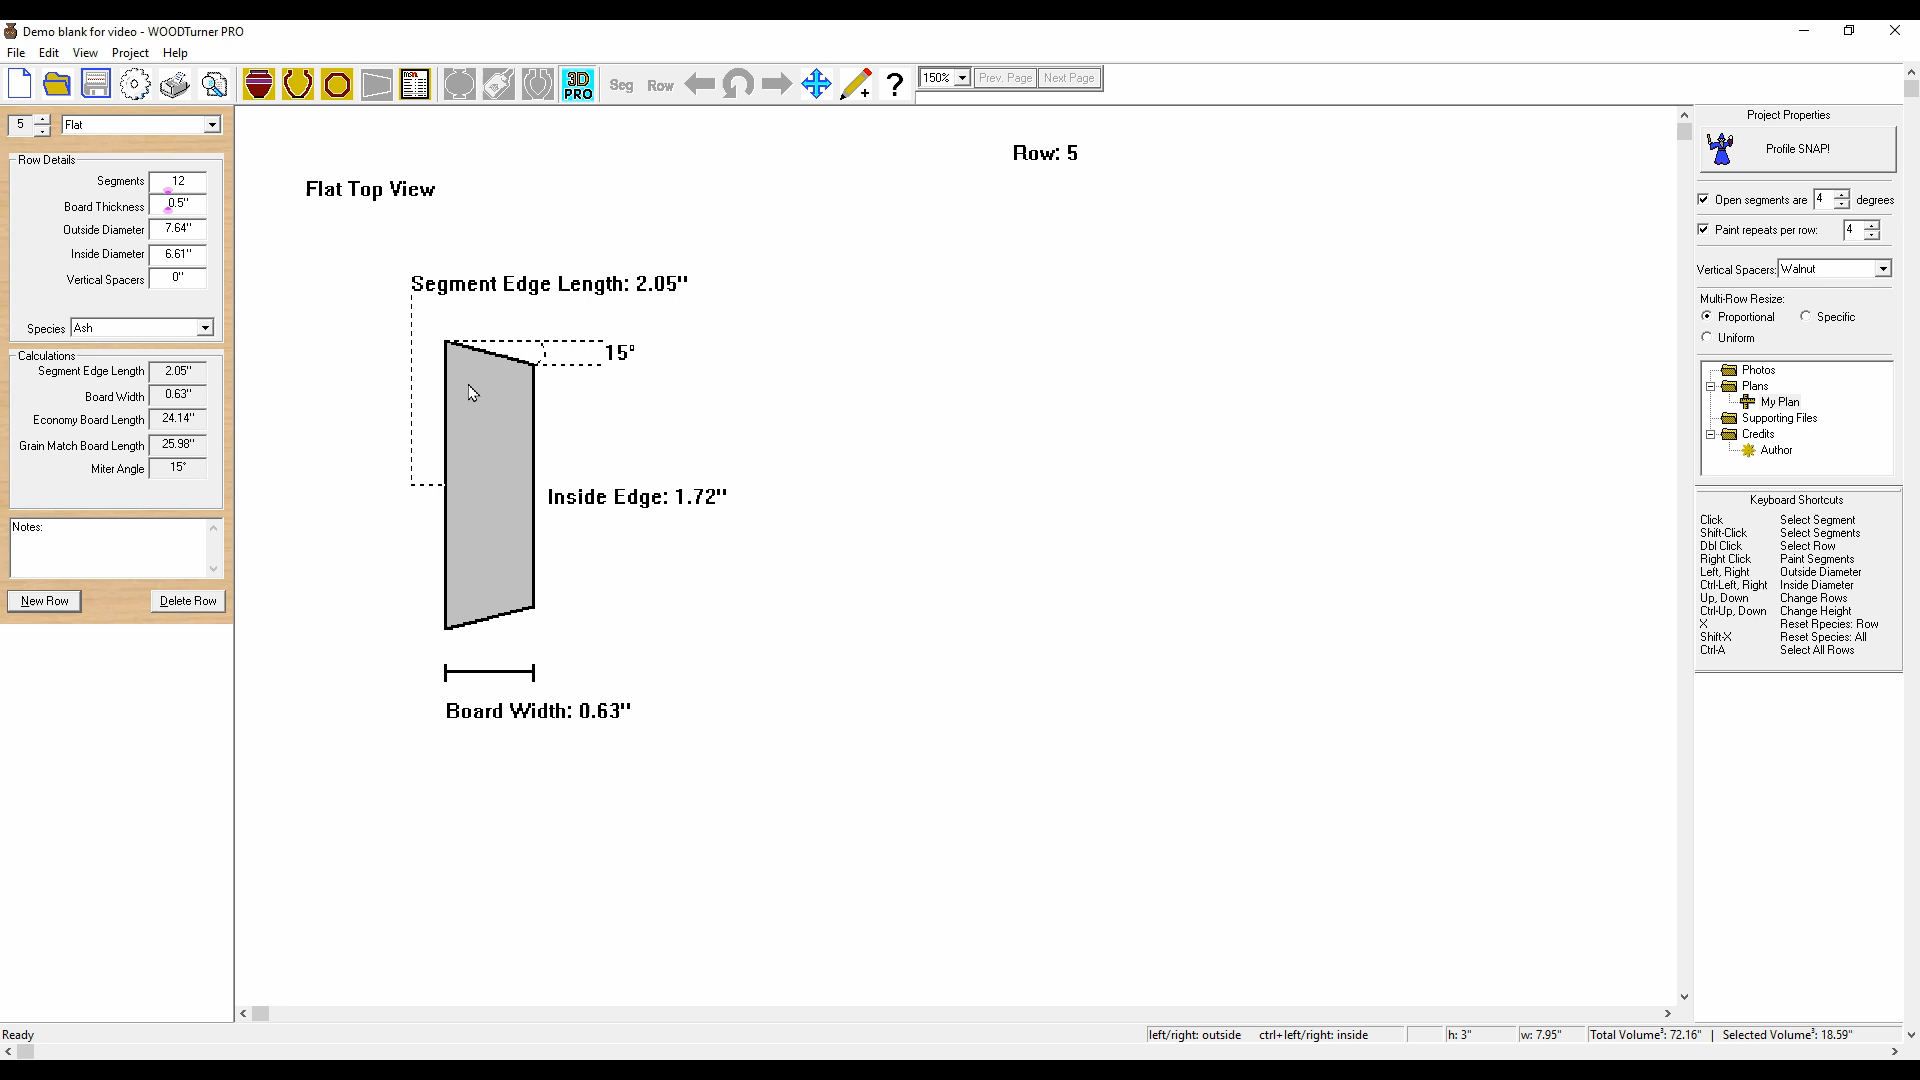 Demo blank for video - WOODTurner PRO
File Edit View Project Help
3D PRO Seg Row ? 150% Prev. Page Next Page
5 Flat
Row Details
Segments 12
Board Thickness 0.5"
Outside Diameter 7.64"
Inside Diameter 6.61"
Vertical Spacers 0"
Species Ash
Calculations
Segment Edge Length 2.05"
Board Width 0.63"
Economy Board Length 24.14"
Grain Match Board Length 25.98"
Miter Angle 15°
Notes:
New Row Delete Row
Row: 5
Flat Top View
Segment Edge Length: 2.05"
15°
Inside Edge: 1.72"
Board Width: 0.63"
Project Properties
Profile SNAP!
Open segments are 4 degrees
Paint repeats per row: 4
Vertical Spacers: Walnut
Multi-Row Resize:
Proportional Specific
Uniform
Photos
Plans
My Plan
Supporting Files
Credits
Author
Keyboard Shortcuts
Click Select Segment
Shift-Click Select Segments
Dbl Click Select Row
Right Click Paint Segments
Left, Right Outside Diameter
Ctrl-Left, Right Inside Diameter
Up, Down Change Rows
Ctrl-Up, Down Change Height
X Reset Rpecies: Row
Shift-X Reset Species: All
Ctrl-A Select All Rows
Ready left/right: outside ctrl+left/right: inside h: 3" w: 7.95" Total Volume³: 72.16" | Selected Volume³: 18.59"